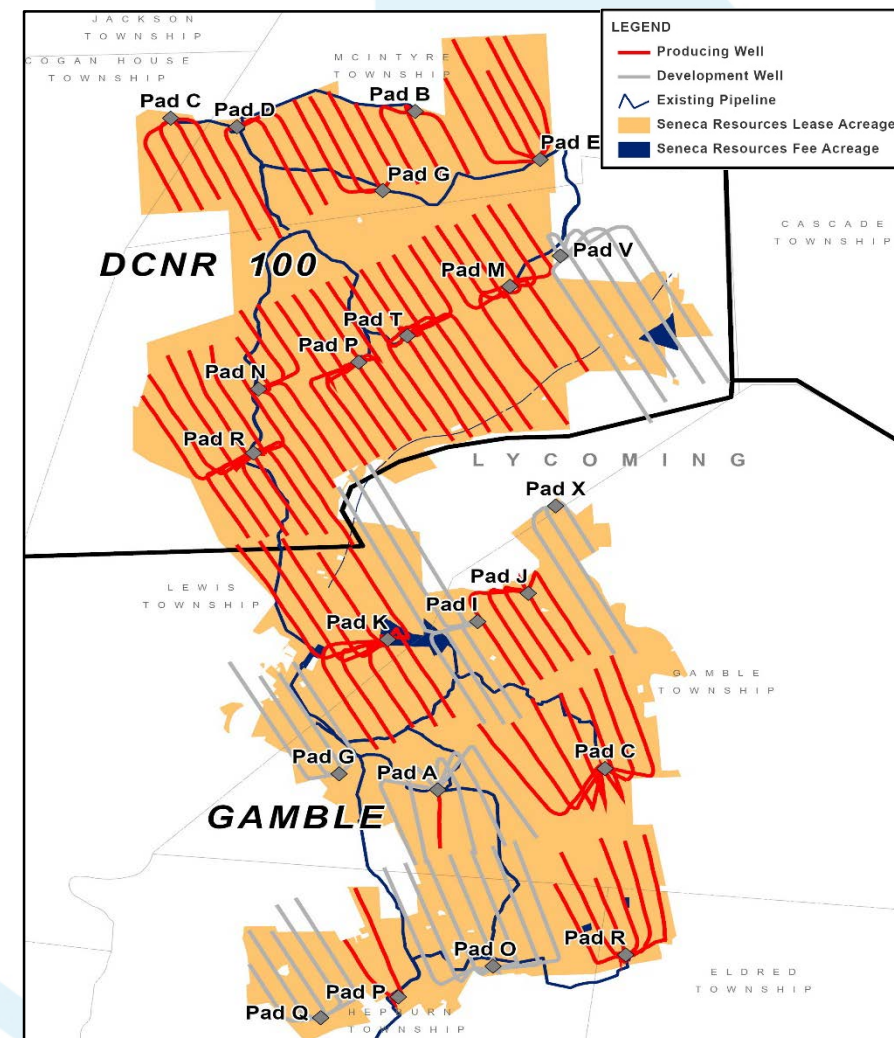 JACKSON
TOWNSHIP
COGAN HOUSE
TOWNSHIP
MCINTYRE
TOWNSHIP
LEGEND
Producing Well
Development Well
Existing Pipeline
Seneca Resources Lease Acreage
Seneca Resources Fee Acreage
Pad C
Pad D
Pad B
Pad E
Pad G
CASCADE
TOWNSHIP
Pad V
DCNR 100
Pad M
Pad T
Pad P
Pad N
Pad R
LYCOMING
Pad X
LEWIS
TOWNSHIP
Pad J
Pad I
Pad K
GAMBLE
TOWNSHIP
Pad G
Pad A
Pad C
GAMBLE
Pad O
Pad R
ELDRED
TOWNSHIP
Pad P
Pad Q
HEPBURN
TOWNSHIP